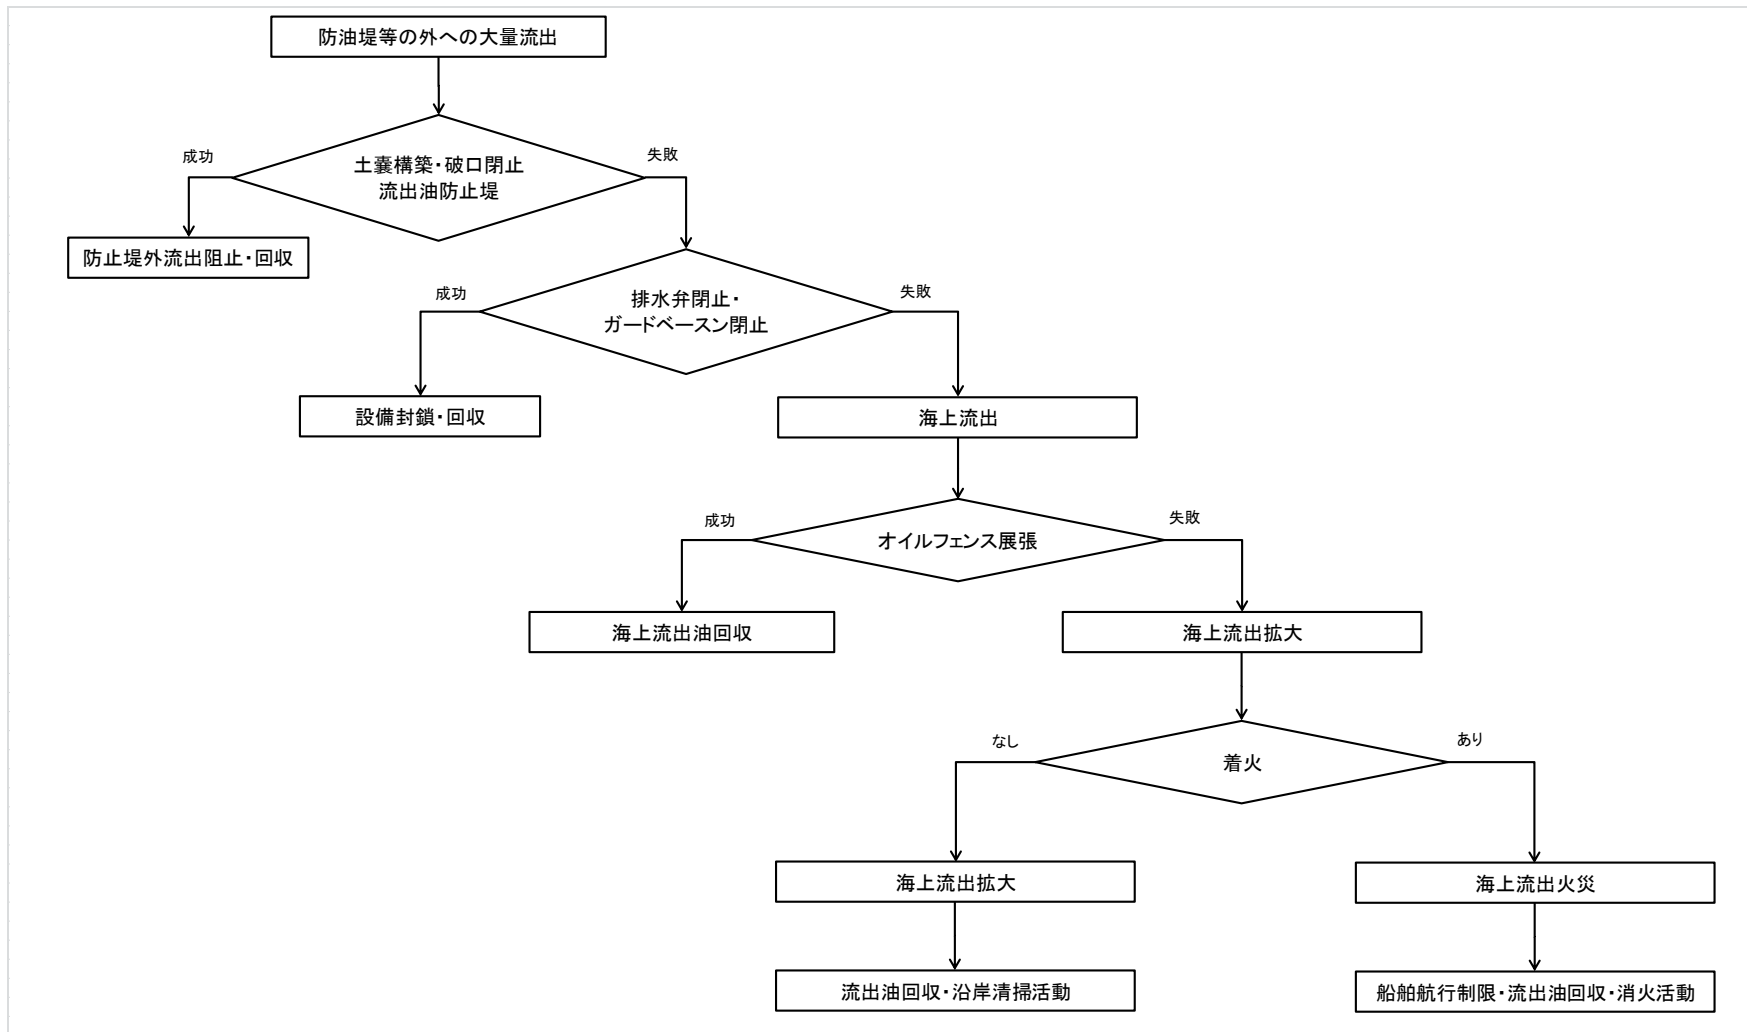 防油堤等の外への大量流出
土嚢構築・破口閉止
流出油防止堤
成功
失敗
防止堤外流出阻止・回収
排水弁閉止・
ガードベースン閉止
成功
失敗
設備封鎖・回収
海上流出
オイルフェンス展張
成功
失敗
海上流出油回収
海上流出拡大
着火
なし
あり
海上流出拡大
海上流出火災
流出油回収・沿岸清掃活動
船舶航行制限・流出油回収・消火活動